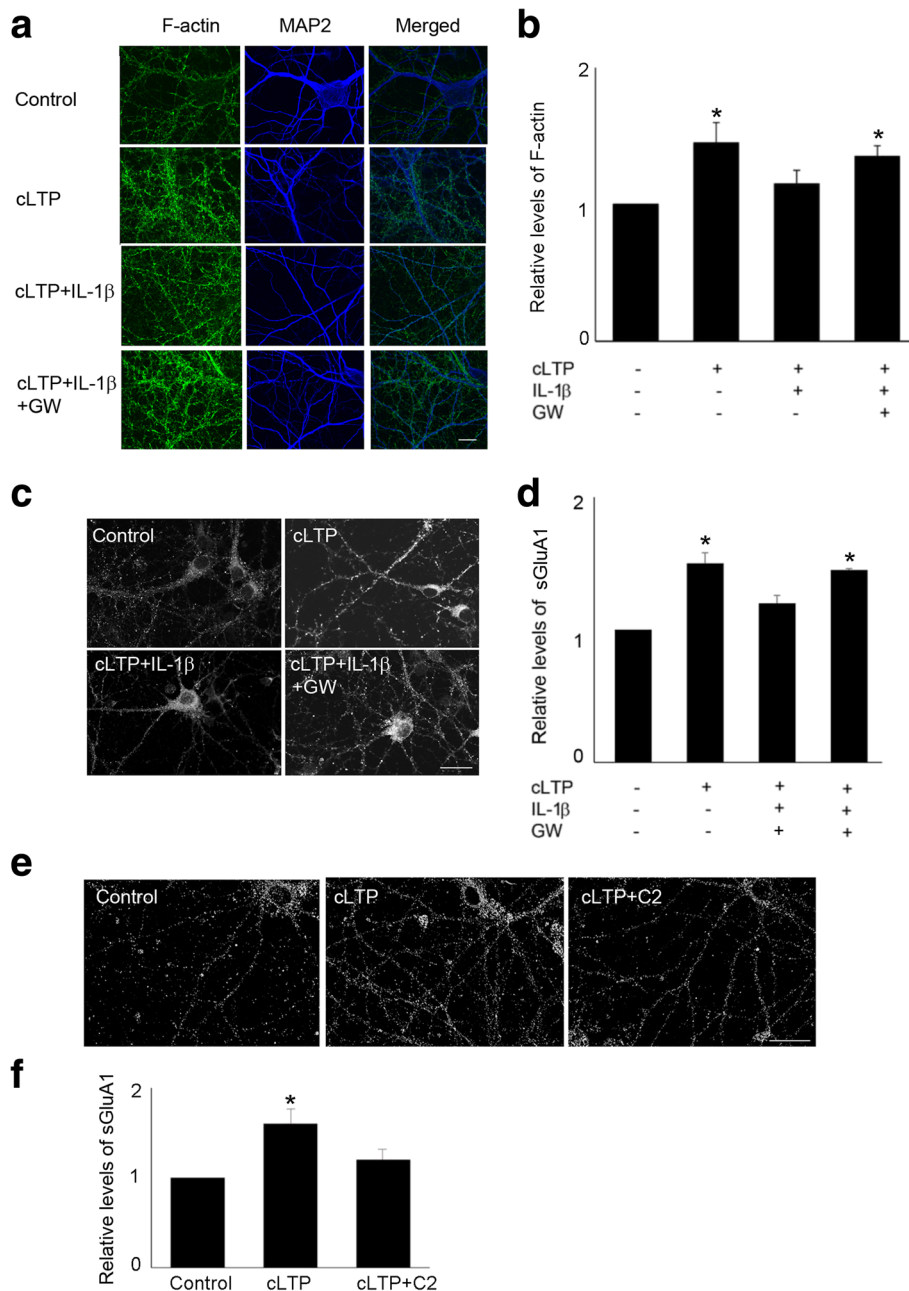 a
F-actin MAP2 Merged
Control
cLTP
cLTP+IL-1β
cLTP+IL-1β
+GW
b
Relative levels of F-actin
2
1
0
* *
cLTP - + + +
IL-1β - - + +
GW - - - +
c
Control cLTP
cLTP+IL-1β cLTP+IL-1β
+GW
d
Relative levels of sGluA1
2
1
0
* *
cLTP - + + +
IL-1β - - + +
GW - - + +
e
Control cLTP cLTP+C2
f
Relative levels of sGluA1
2
1
0
*
Control cLTP cLTP+C2